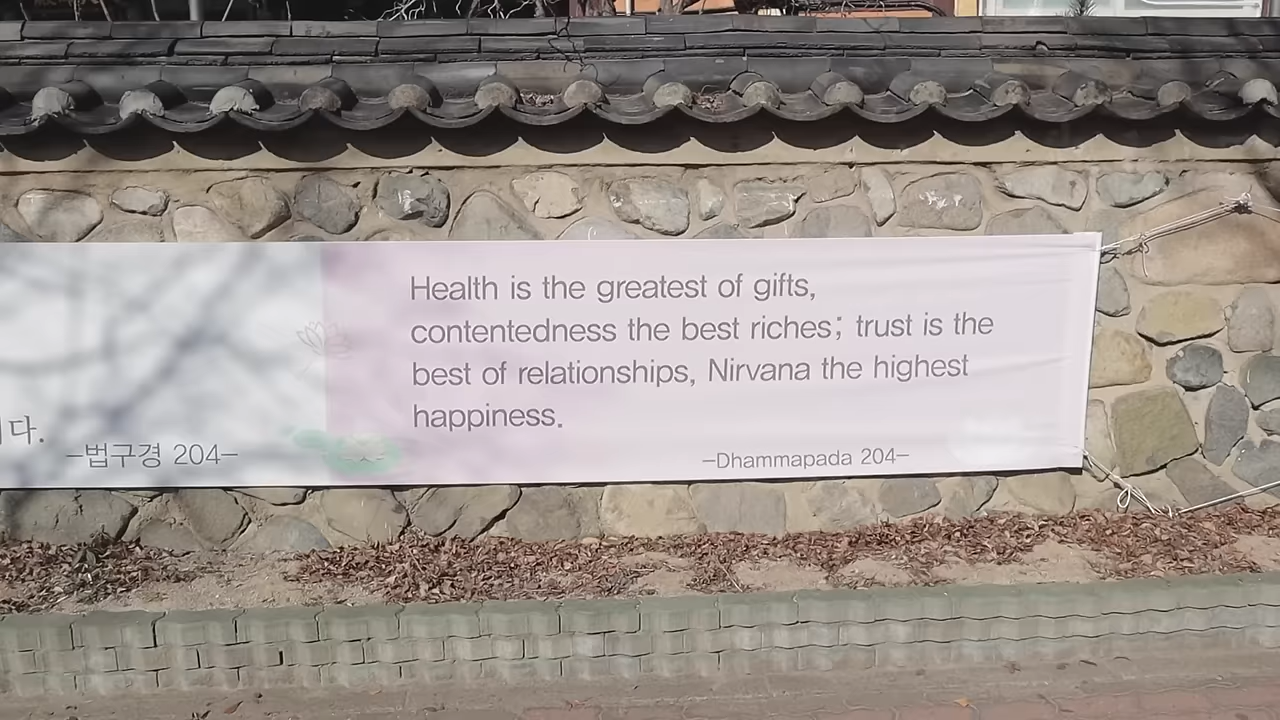 다.
–법구경 204–
Health is the greatest of gifts,
contentedness the best riches; trust is the
best of relationships, Nirvana the highest
happiness.
–Dhammapada 204–